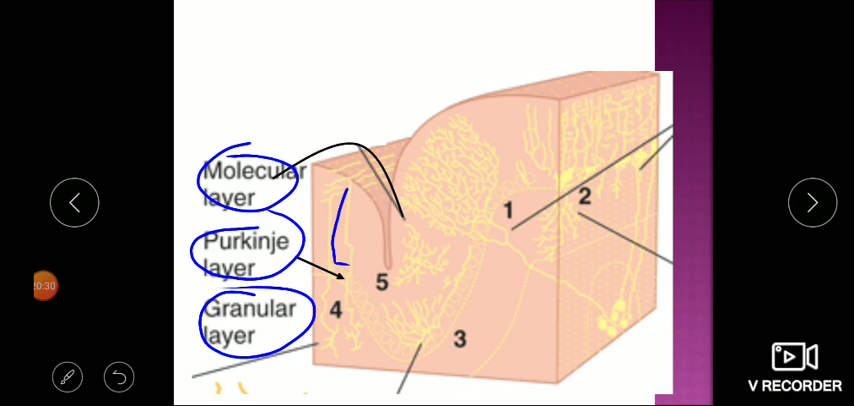 Molecular
layer
Purkinje
layer
Granular
layer
1
2
5
4
3
20:30
V RECORDER